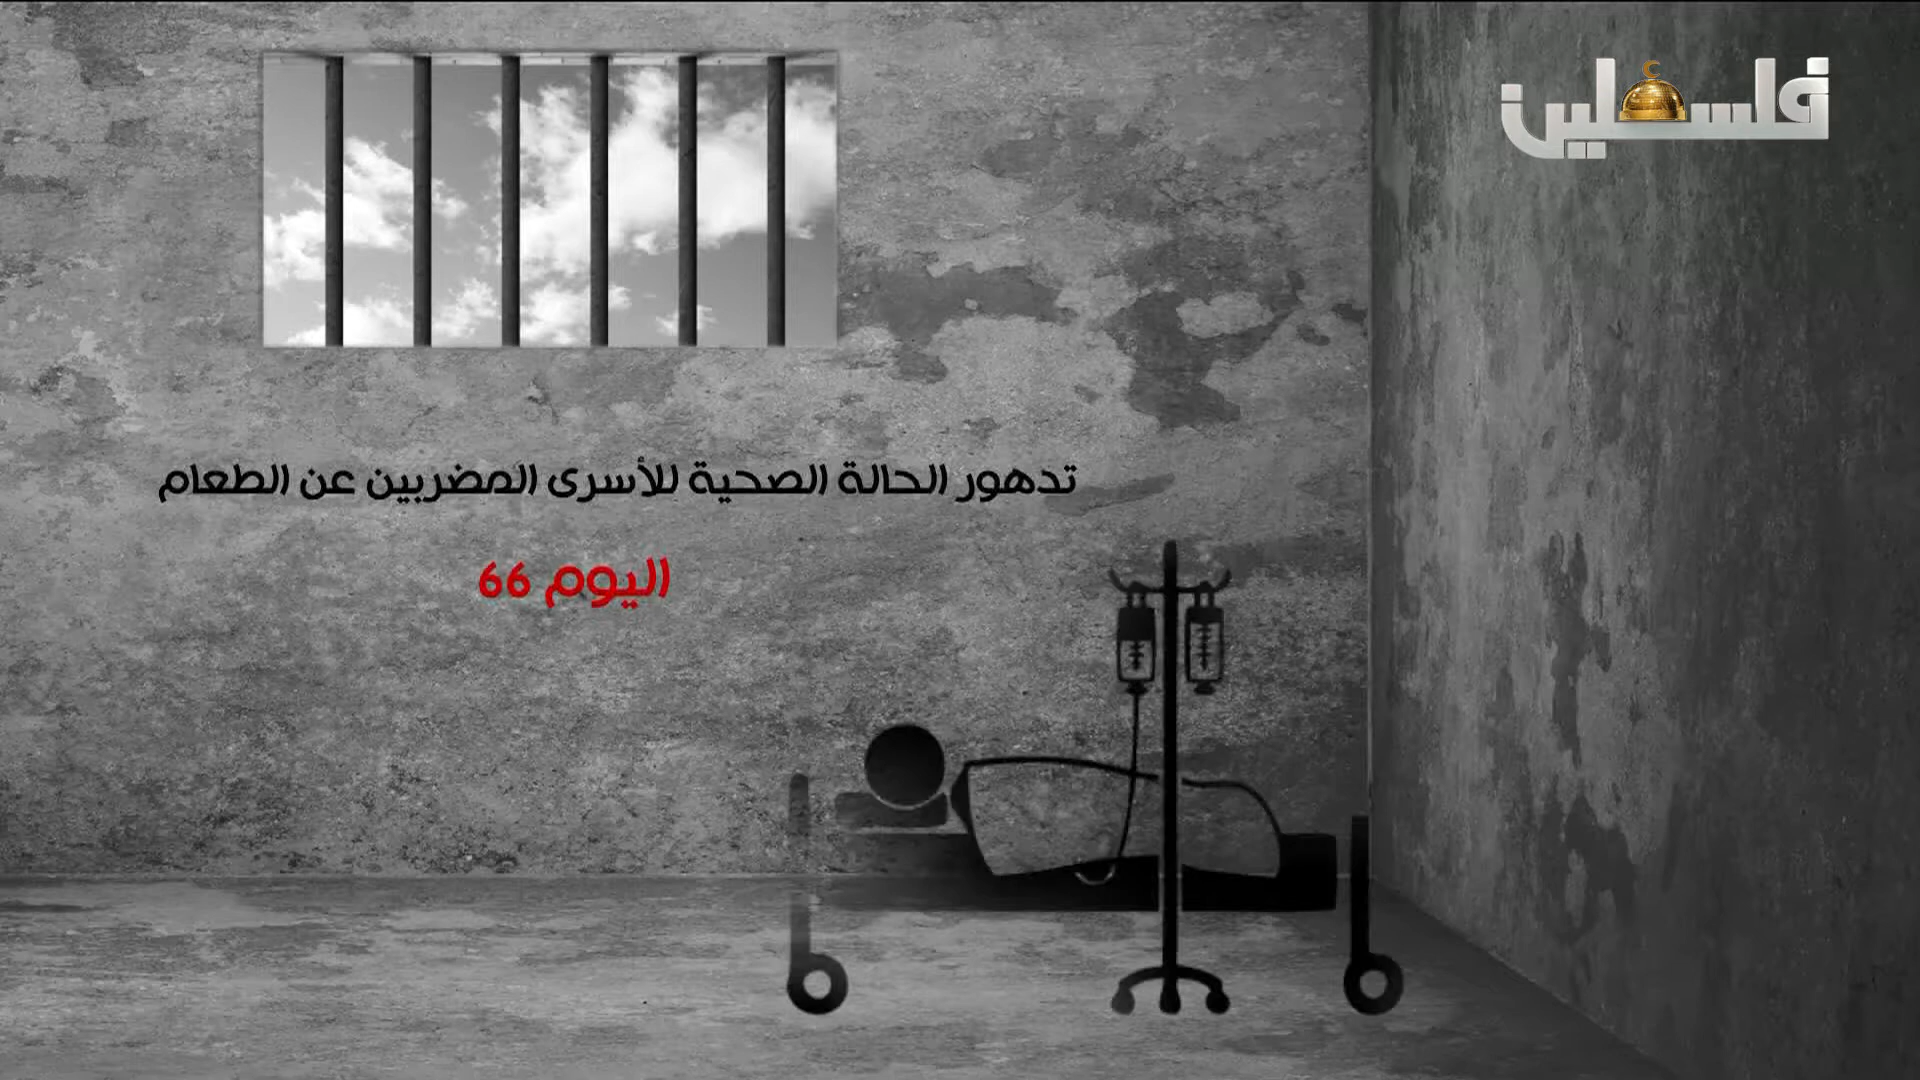 فلسطين
تدهور الحالة الصحية للأسرى المضربين عن الطعام
اليوم 66